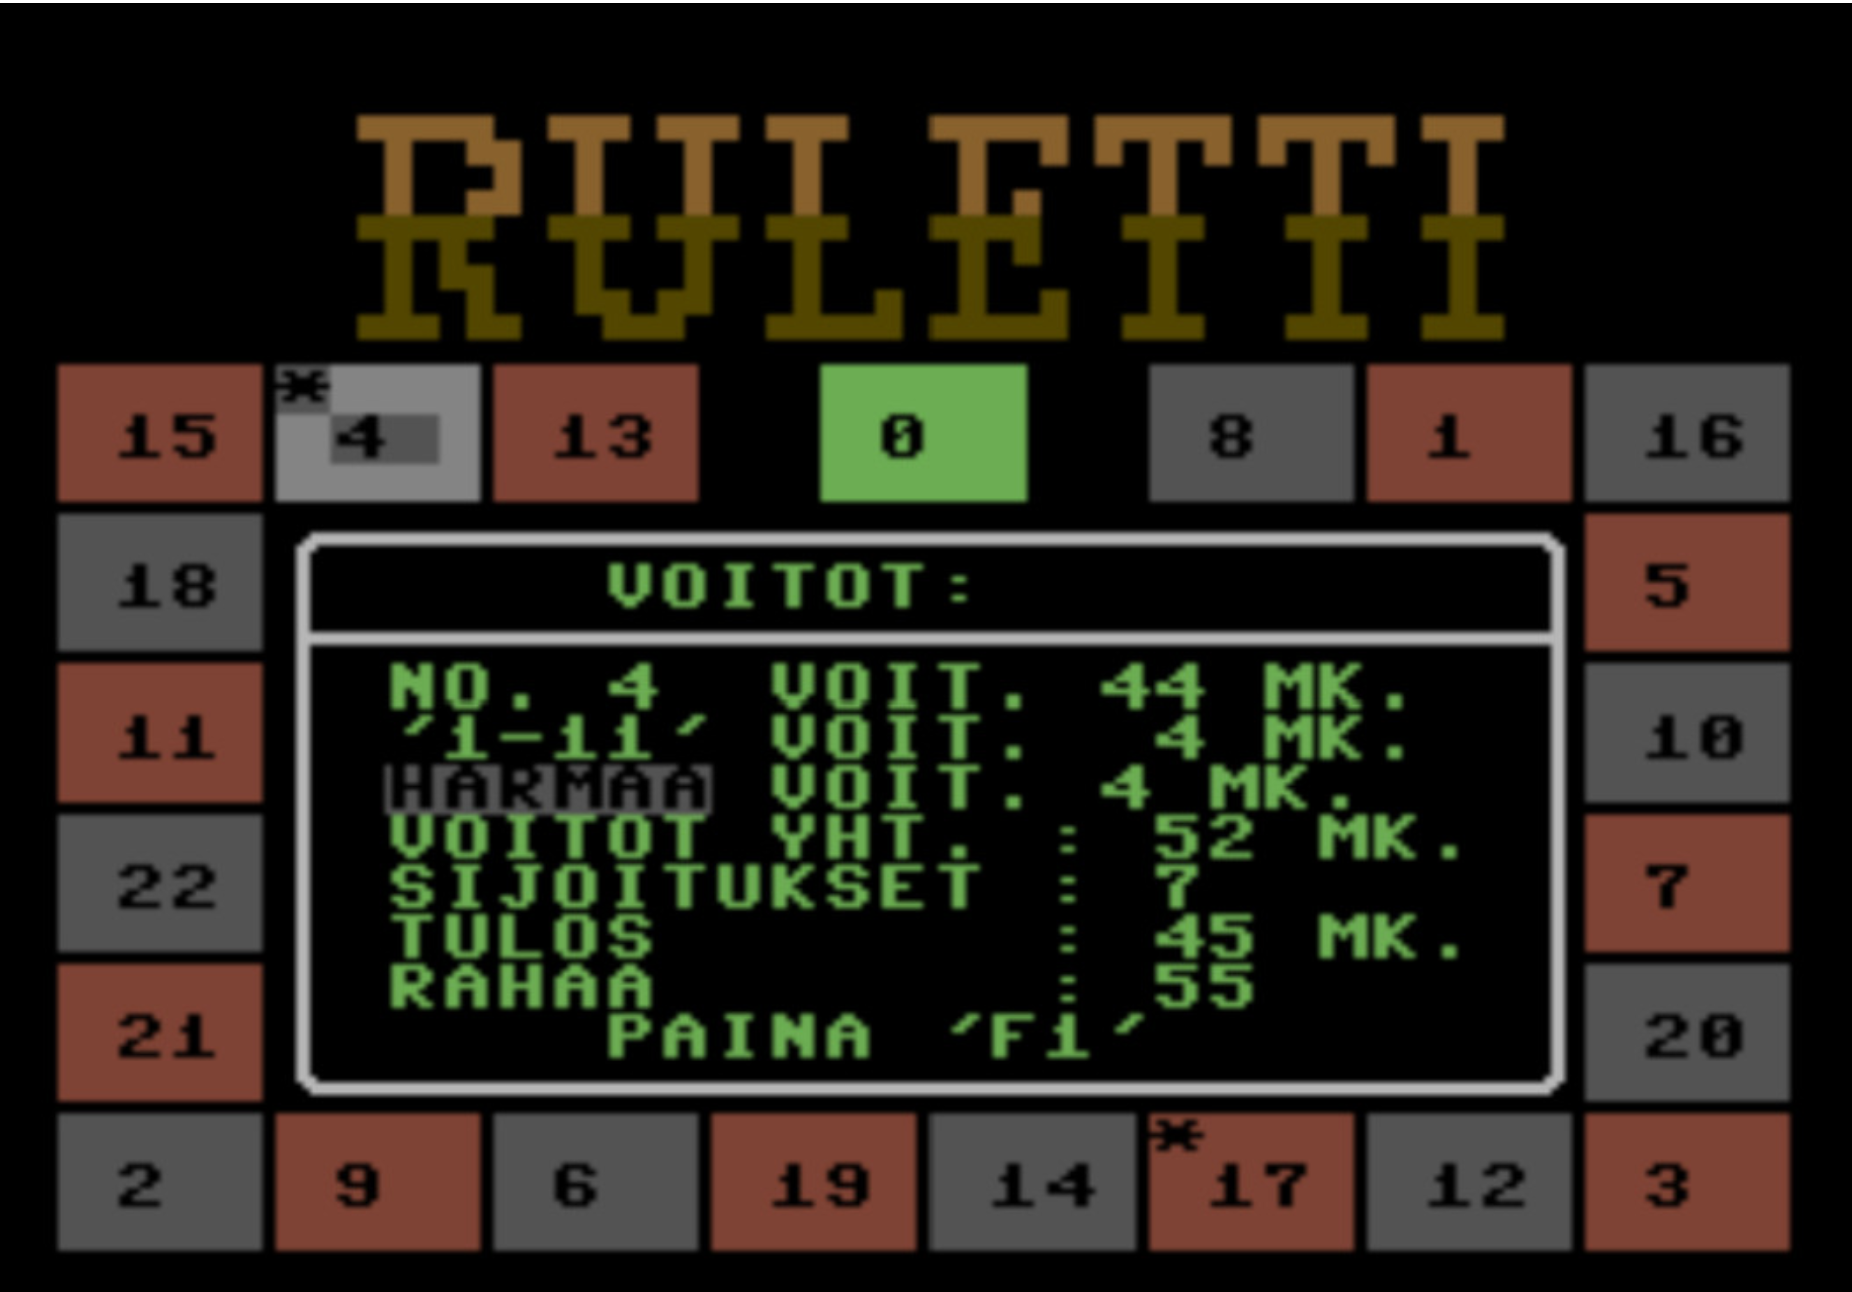 RULETTI
* 4
15 13 0 8 1 16
18
VOITOT:
5
NO. 4 VOIT. 44 MK.
11
'1-11' VOIT. 4 MK.
10
HARMAA VOIT. 4 MK.
VOITOT YHT. : 52 MK.
22
SIJOITUKSET : 7
7
TULOS : 45 MK.
RAHAA : 55
21
PAINA 'F1'
20
2 9 6 19 14 * 17 12 3